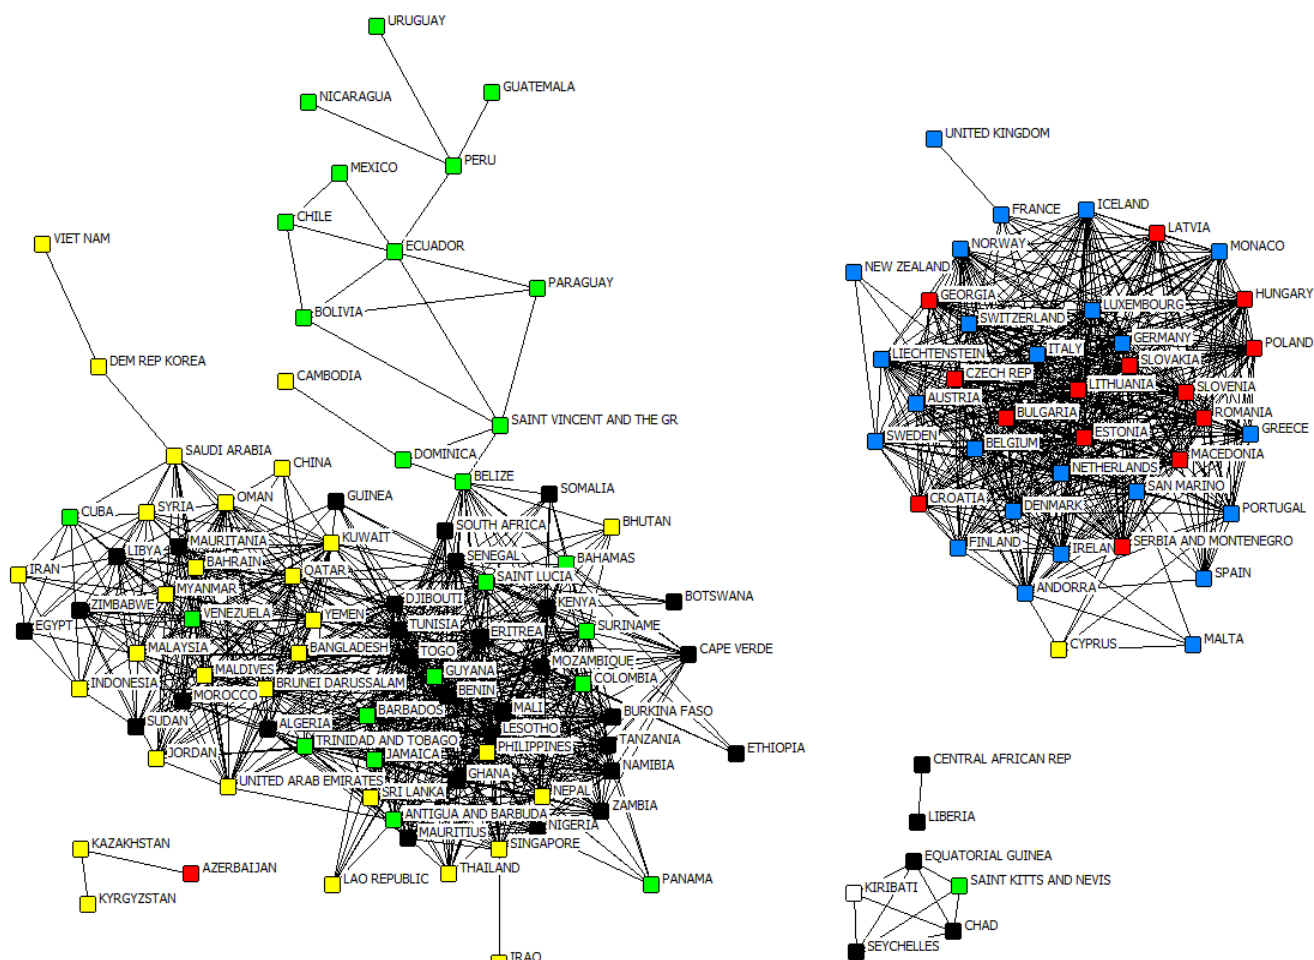 URUGUAY
GUATEMALA
NICARAGUA
PERU
MEXICO
CHILE
ECUADOR
VIET NAM
PARAGUAY
BOLIVIA
DEM REP KOREA
CAMBODIA
SAINT VINCENT AND THE GR
DOMINICA
SAUDI ARABIA
CHINA
BELIZE
GUINEA
SOMALIA
OMAN
CUBA
SYRIA
SOUTH AFRICA
BHUTAN
MAURITANIA
KUWAIT
LIBYA
SENEGAL
BAHRAIN
BAHAMAS
IRAN
QATAR
SAINT LUCIA
MYANMAR
DJIBOUTI
BOTSWANA
ZIMBABWE
KENYA
VENEZUELA
YEMEN
EGYPT
TUNISIA
ERITREA
SURINAME
MALAYSIA
BANGLADESH
TOGO
CAPE VERDE
MOZAMBIQUE
MALDIVES
GUYANA
COLOMBIA
INDONESIA
BRUNEI DARUSSALAM
MOROCCO
BENIN
MALI
BARBADOS
BURKINA FASO
SUDAN
ALGERIA
LESOTHO
TRINIDAD AND TOBAGO
TANZANIA
PHILIPPINES
ETHIOPIA
JORDAN
JAMAICA
NAMIBIA
UNITED ARAB EMIRATES
GHANA
SRI LANKA
NEPAL
ZAMBIA
ANTIGUA AND BARBUDA
NIGERIA
MAURITIUS
SINGAPORE
KAZAKHSTAN
AZERBAIJAN
LAO REPUBLIC
THAILAND
PANAMA
KYRGYZSTAN
IRAQ
UNITED KINGDOM
FRANCE
ICELAND
LATVIA
NORWAY
MONACO
NEW ZEALAND
GEORGIA
HUNGARY
LUXEMBOURG
SWITZERLAND
GERMANY
POLAND
ITALY
LIECHTENSTEIN
SLOVAKIA
CZECH REP
LITHUANIA
SLOVENIA
AUSTRIA
BULGARIA
ROMANIA
GREECE
ESTONIA
SWEDEN
BELGIUM
MACEDONIA
NETHERLANDS
SAN MARINO
CROATIA
DENMARK
PORTUGAL
FINLAND
IRELAN
SERBIA AND MONTENEGRO
SPAIN
ANDORRA
MALTA
CYPRUS
CENTRAL AFRICAN REP
LIBERIA
EQUATORIAL GUINEA
KIRIBATI
SAINT KITTS AND NEVIS
CHAD
SEYCHELLES